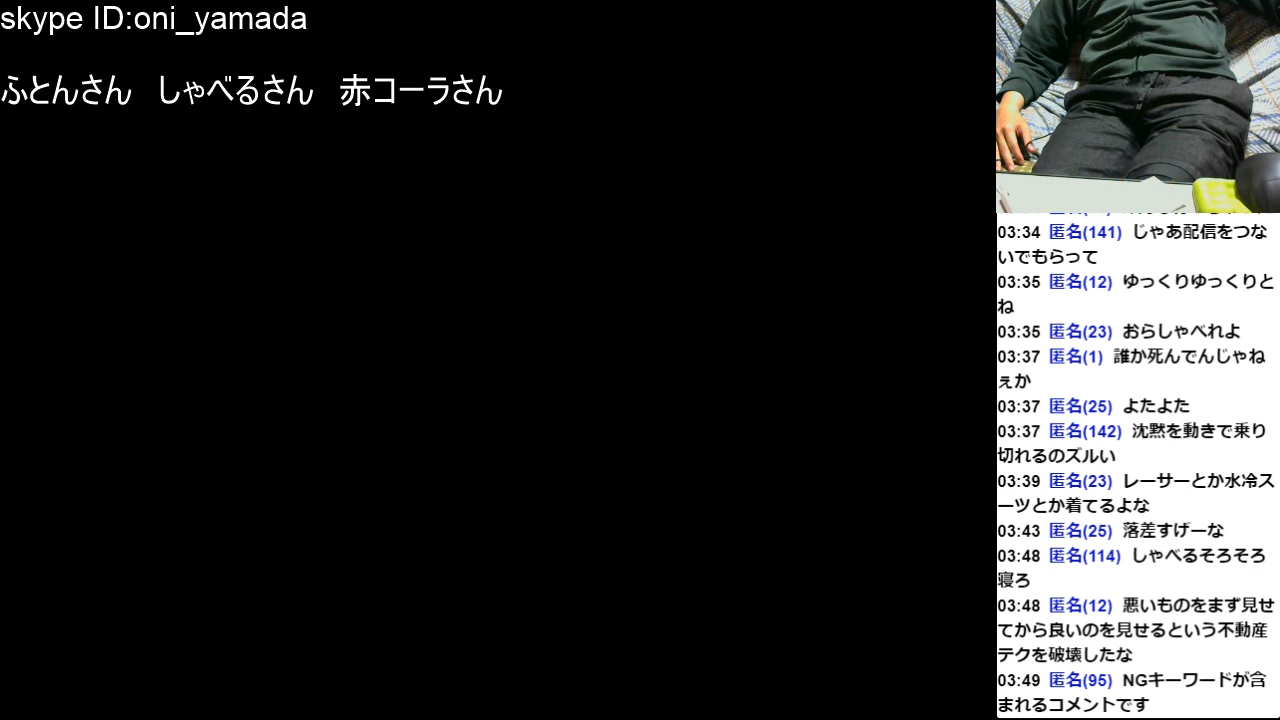 skype ID:oni_yamada
ふとんさん　しゃべるさん　赤コーラさん
03:34 匿名(141) じゃあ配信をつな
いでもらって
03:35 匿名(12) ゆっくりゆっくりと
ね
03:35 匿名(23) おらしゃべれよ
03:37 匿名(1) 誰か死んでんじゃね
ぇか
03:37 匿名(25) よたよた
03:37 匿名(142) 沈黙を動きで乗り
切れるのズルい
03:39 匿名(23) レーサーとか水冷ス
ーツとか着てるよな
03:43 匿名(25) 落差すげーな
03:48 匿名(114) しゃべるそろそろ
寝ろ
03:48 匿名(12) 悪いものをまず見せ
てから良いのを見せるという不動産
テクを破壊したな
03:49 匿名(95) NGキーワードが含
まれるコメントです